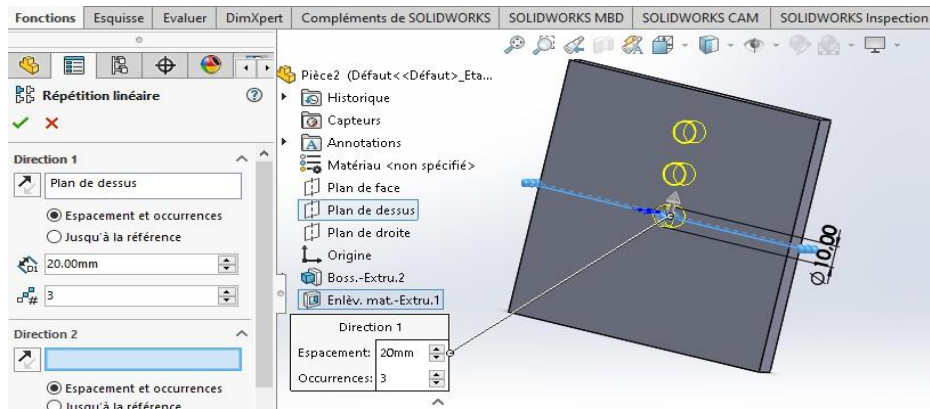 Fonctions Esquisse Evaluer DimXpert Compléments de SOLIDWORKS SOLIDWORKS MBD SOLIDWORKS CAM SOLIDWORKS Inspection
Répétition linéaire
Direction 1
Plan de dessus
Espacement et occurrences
Jusqu'à la référence
D1 20.00mm
# 3
Direction 2
Espacement et occurrences
Jusqu'à la référence
Pièce2 (Défaut<<Défaut>_Eta...
Historique
Capteurs
Annotations
Matériau <non spécifié>
Plan de face
Plan de dessus
Plan de droite
Origine
Boss.-Extru.2
Enlèv. mat.-Extru.1
Direction 1
Espacement: 20mm
Occurrences: 3
Ø10,00